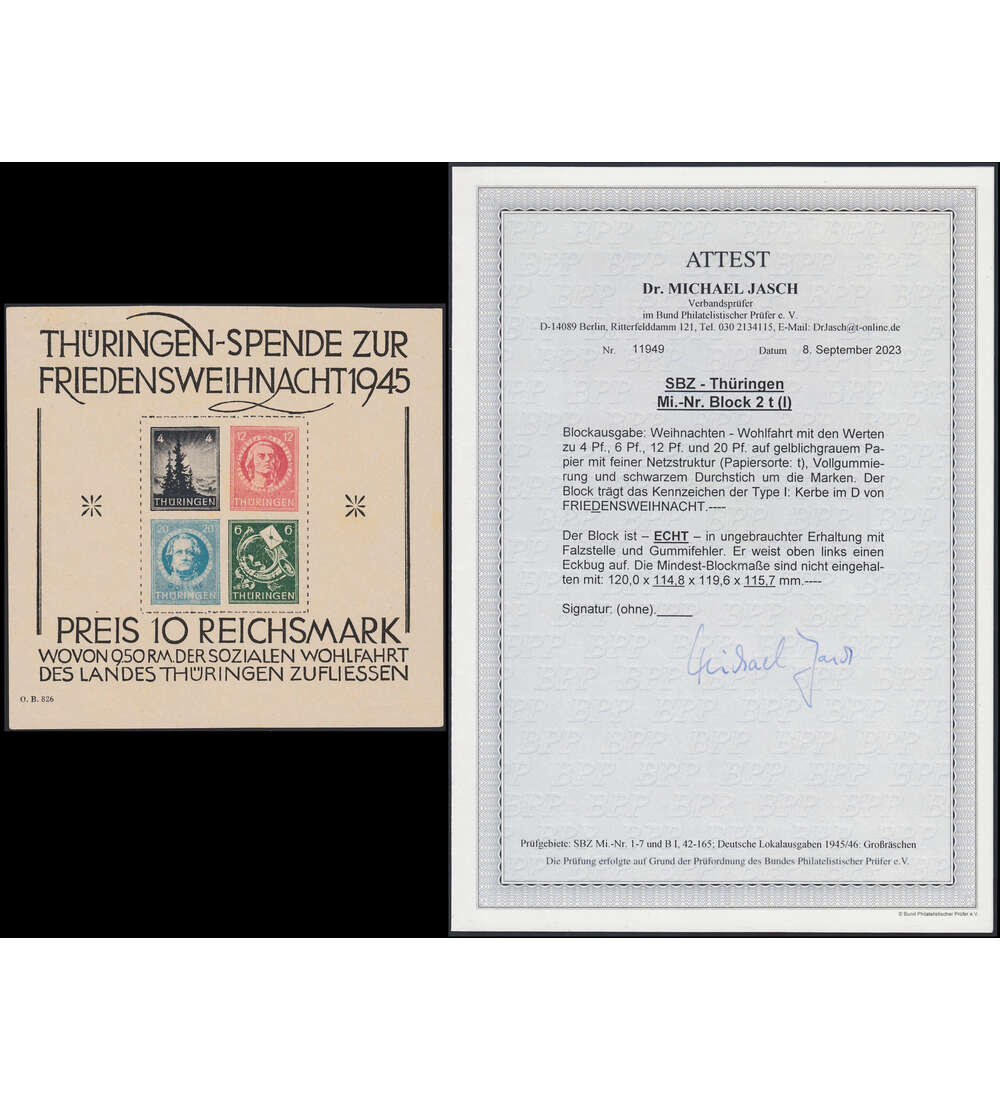 THÜRINGEN-SPENDE ZUR
FRIEDENSWEIHNACHT1945
4 4
THÜRINGEN
12 12
THÜRINGEN
20 20
THÜRINGEN
6 6
THÜRINGEN
PREIS 10 REICHSMARK
WOVON 9,50 RM. DER SOZIALEN WOHLFAHRT
DES LANDES THÜRINGEN ZUFLIESSEN
O. B. 826
ATTEST
Dr. MICHAEL JASCH
Verbandsprüfer
im Bund Philatelistischer Prüfer e. V.
D-14089 Berlin, Ritterfelddamm 121, Tel. 030 2134115, E-Mail: DrJasch@t-online.de
Nr. 11949 Datum 8. September 2023
SBZ - Thüringen
Mi.-Nr. Block 2 t (I)
Blockausgabe: Weihnachten - Wohlfahrt mit den Werten
zu 4 Pf., 6 Pf., 12 Pf. und 20 Pf. auf gelblichgrauem Pa-
pier mit feiner Netzstruktur (Papiersorte: t), Vollgummie-
rung und schwarzem Durchstich um die Marken. Der
Block trägt das Kennzeichen der Type I: Kerbe im D von
FRIEDENSWEIHNACHT.----
Der Block ist – ECHT – in ungebrauchter Erhaltung mit
Falzstelle und Gummifehler. Er weist oben links einen
Eckbug auf. Die Mindest-Blockmaße sind nicht eingehal-
ten mit: 120,0 x 114,8 x 119,6 x 115,7 mm.----
Signatur: (ohne).
Michael Jasch
Prüfgebiete: SBZ Mi.-Nr. 1-7 und B I, 42-165; Deutsche Lokalausgaben 1945/46: Großräschen
Die Prüfung erfolgte auf Grund der Prüfordnung des Bundes Philatelistischer Prüfer e.V.
© Bund Philatelistischer Prüfer e.V.